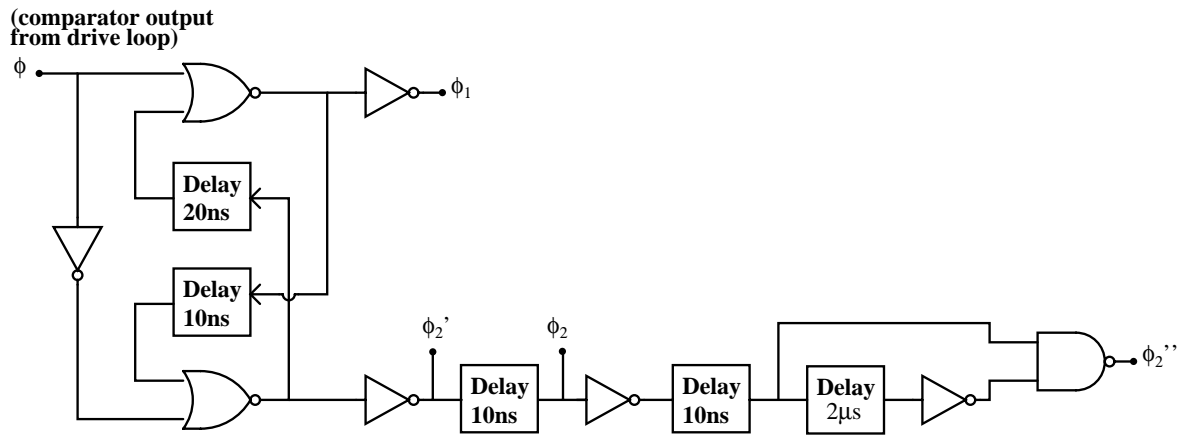 (comparator output
from drive loop)
ϕ
ϕ1
Delay
20ns
Delay
10ns
ϕ2’
ϕ2
Delay
10ns
Delay
10ns
Delay
2μs
ϕ2’’